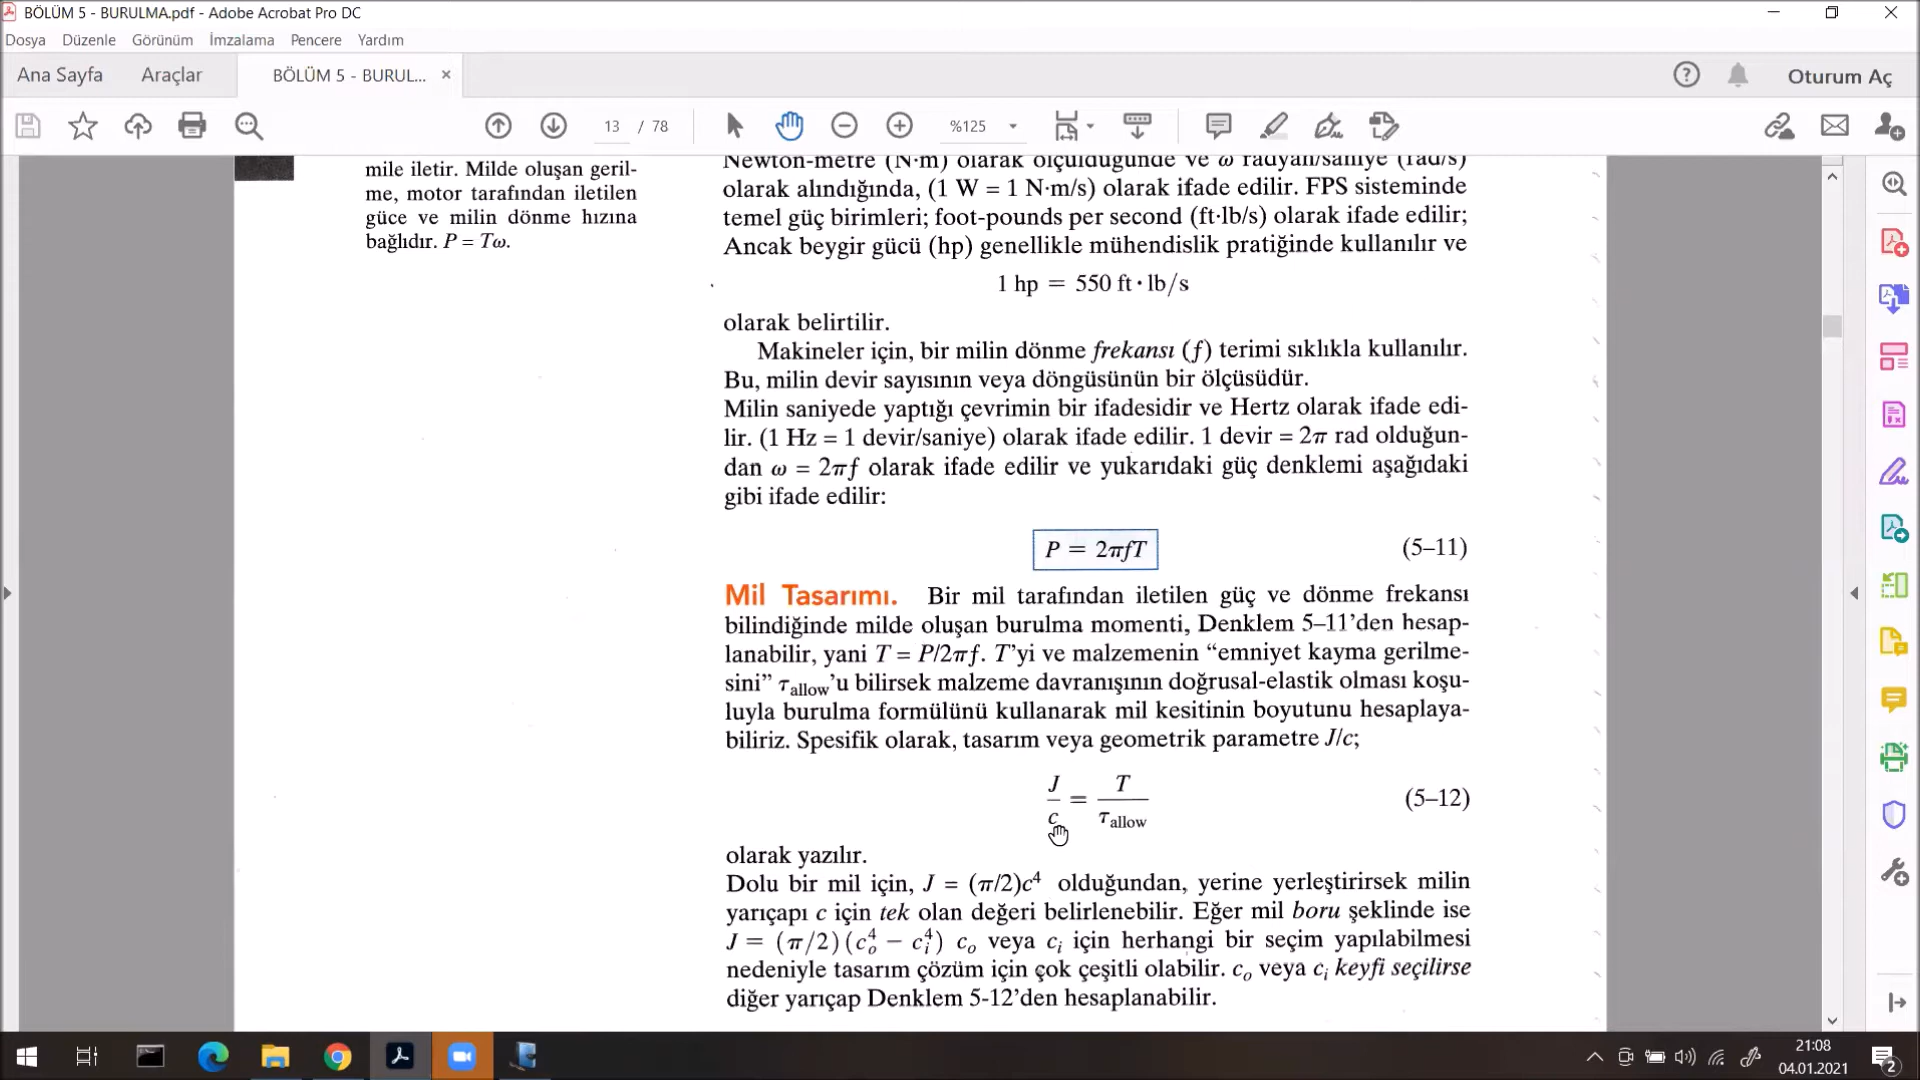 BÖLÜM 5 - BURULMA.pdf - Adobe Acrobat Pro DC
Dosya Düzenle Görünüm İmzalama Pencere Yardım
Ana Sayfa Araçlar BÖLÜM 5 - BURUL... × Oturum Aç
13 / 78 %125
mile iletir. Milde oluşan geril-
me, motor tarafından iletilen
güce ve milin dönme hızına
bağlıdır. P = Tω.
Newton-metre (N·m) olarak ölçüldüğünde ve ω radyan/saniye (rad/s)
olarak alındığında, (1 W = 1 N·m/s) olarak ifade edilir. FPS sisteminde
temel güç birimleri; foot-pounds per second (ft·lb/s) olarak ifade edilir;
Ancak beygir gücü (hp) genellikle mühendislik pratiğinde kullanılır ve
1 hp = 550 ft · lb/s
olarak belirtilir.
Makineler için, bir milin dönme frekansı (f) terimi sıklıkla kullanılır.
Bu, milin devir sayısının veya döngüsünün bir ölçüsüdür.
Milin saniyede yaptığı çevrimin bir ifadesidir ve Hertz olarak ifade edi-
lir. (1 Hz = 1 devir/saniye) olarak ifade edilir. 1 devir = 2π rad olduğun-
dan ω = 2πf olarak ifade edilir ve yukarıdaki güç denklemi aşağıdaki
gibi ifade edilir:
P = 2πfT (5–11)
Mil Tasarımı. Bir mil tarafından iletilen güç ve dönme frekansı
bilindiğinde milde oluşan burulma momenti, Denklem 5–11’den hesap-
lanabilir, yani T = P/2πf. T’yi ve malzemenin “emniyet kayma gerilme-
sini” τallow’u bilirsek malzeme davranışının doğrusal-elastik olması koşu-
luyla burulma formülünü kullanarak mil kesitinin boyutunu hesaplaya-
biliriz. Spesifik olarak, tasarım veya geometrik parametre J/c;
J/c = T/τallow (5–12)
olarak yazılır.
Dolu bir mil için, J = (π/2)c⁴ olduğundan, yerine yerleştirirsek milin
yarıçapı c için tek olan değeri belirlenebilir. Eğer mil boru şeklinde ise
J = (π/2)(cₒ⁴ − cᵢ⁴) cₒ veya cᵢ için herhangi bir seçim yapılabilmesi
nedeniyle tasarım çözüm için çok çeşitli olabilir. cₒ veya cᵢ keyfi seçilirse
diğer yarıçap Denklem 5-12’den hesaplanabilir.
21:08
04.01.2021
2